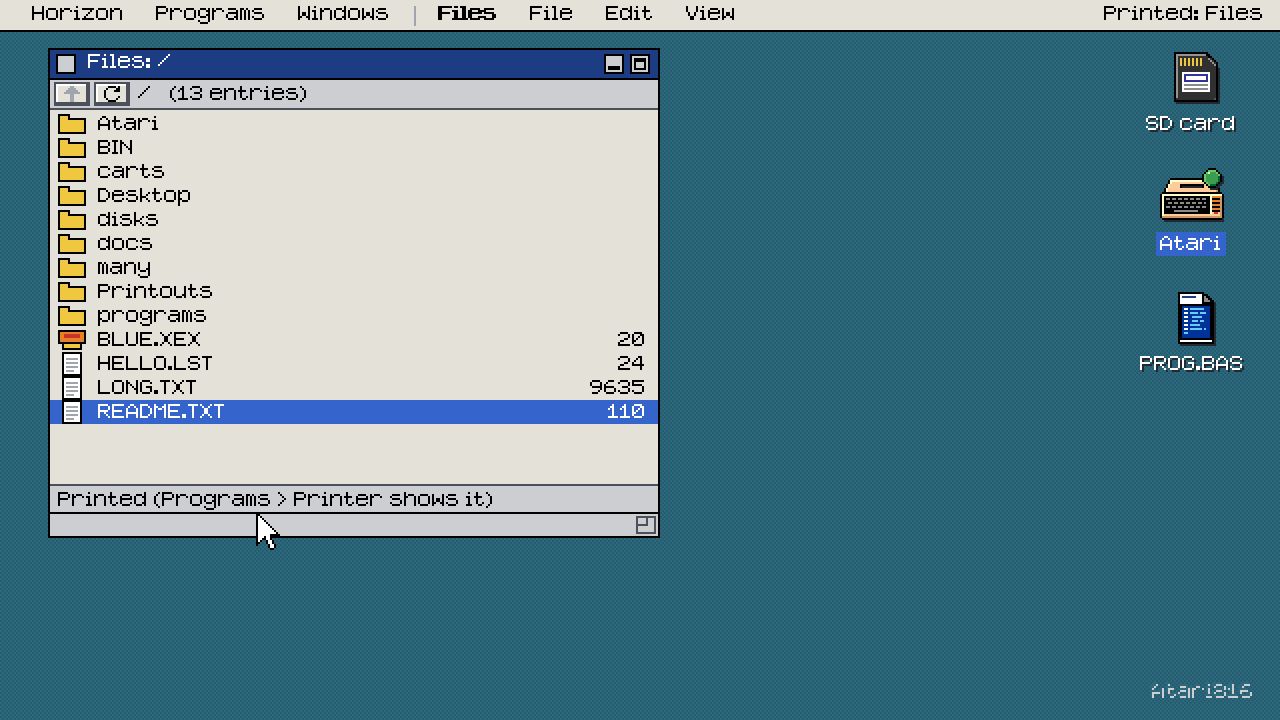 Horizon Programs Windows | Files File Edit View Printed: Files
Files: /
/ (13 entries)
Atari
BIN
carts
Desktop
disks
docs
many
Printouts
programs
BLUE.XEX 20
HELLO.LST 24
LONG.TXT 9635
README.TXT 110
Printed (Programs > Printer shows it)
SD card
Atari
PROG.BAS
Atari816